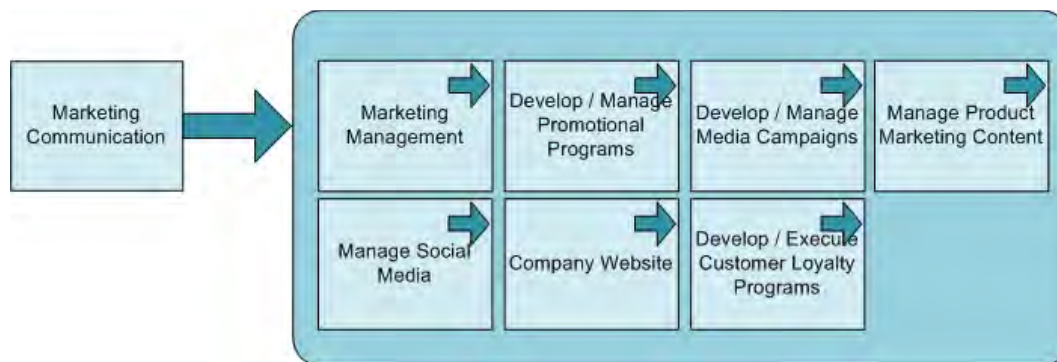 Marketing
Communication
Marketing
Management
Develop / Manage
Promotional
Programs
Develop / Manage
Media Campaigns
Manage Product
Marketing Content
Manage Social
Media
Company Website
Develop / Execute
Customer Loyalty
Programs